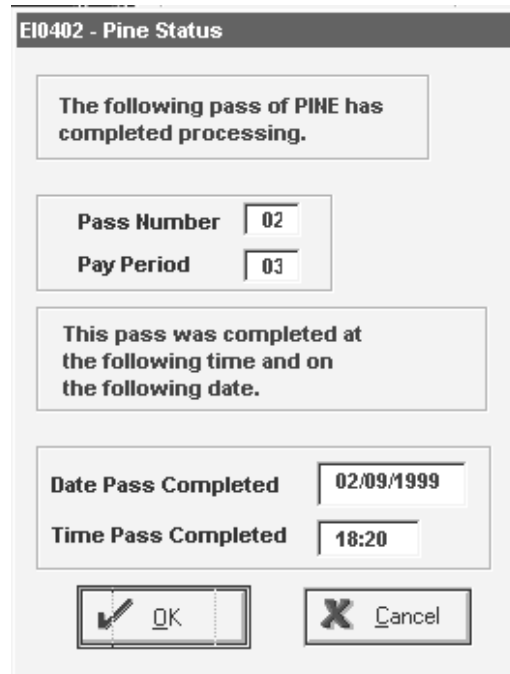 EI0402 - Pine Status
The following pass of PINE has
completed processing.
Pass Number 02
Pay Period 03
This pass was completed at
the following time and on
the following date.
Date Pass Completed 02/09/1999
Time Pass Completed 18:20
OK Cancel